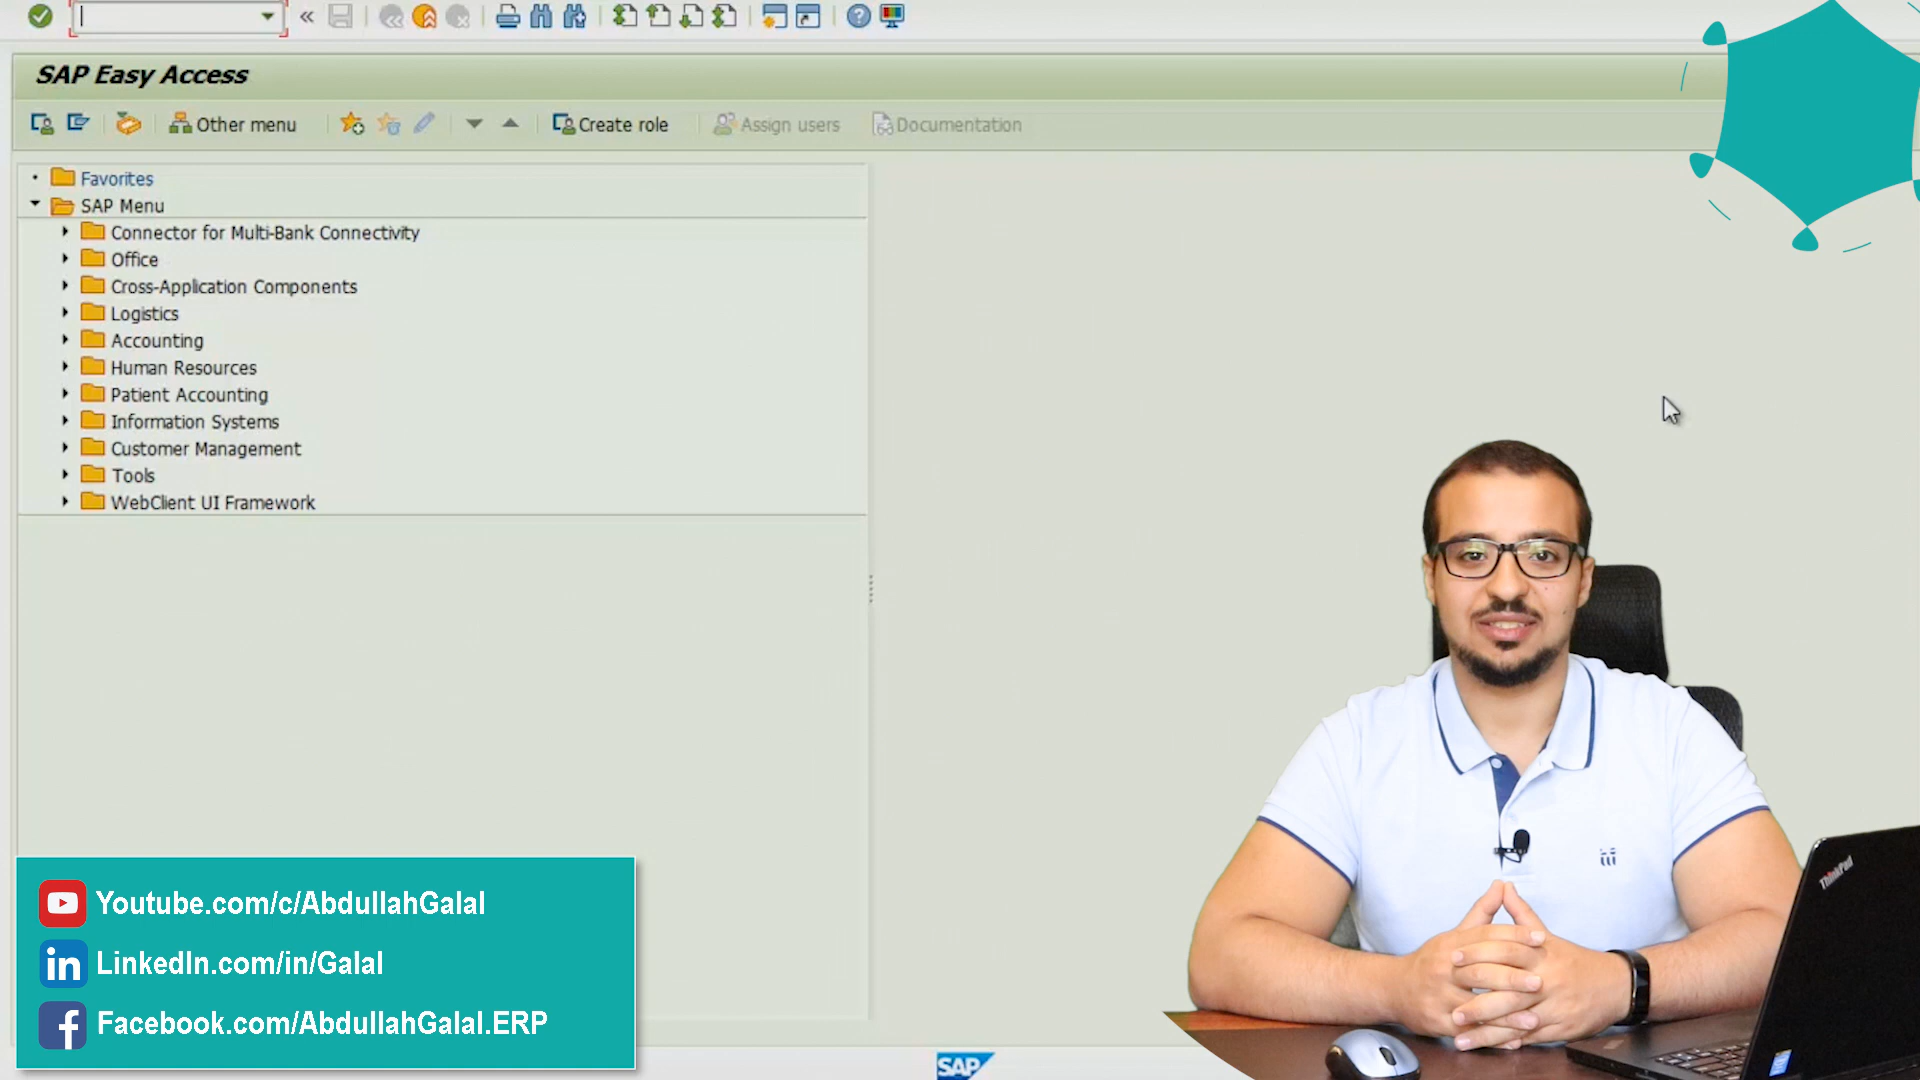 SAP Easy Access
Other menu
Create role
Assign users
Documentation
Favorites
SAP Menu
Connector for Multi-Bank Connectivity
Office
Cross-Application Components
Logistics
Accounting
Human Resources
Patient Accounting
Information Systems
Customer Management
Tools
WebClient UI Framework
Youtube.com/c/AbdullahGalal
in LinkedIn.com/in/Galal
f Facebook.com/AbdullahGalal.ERP
SAP
ThinkPad